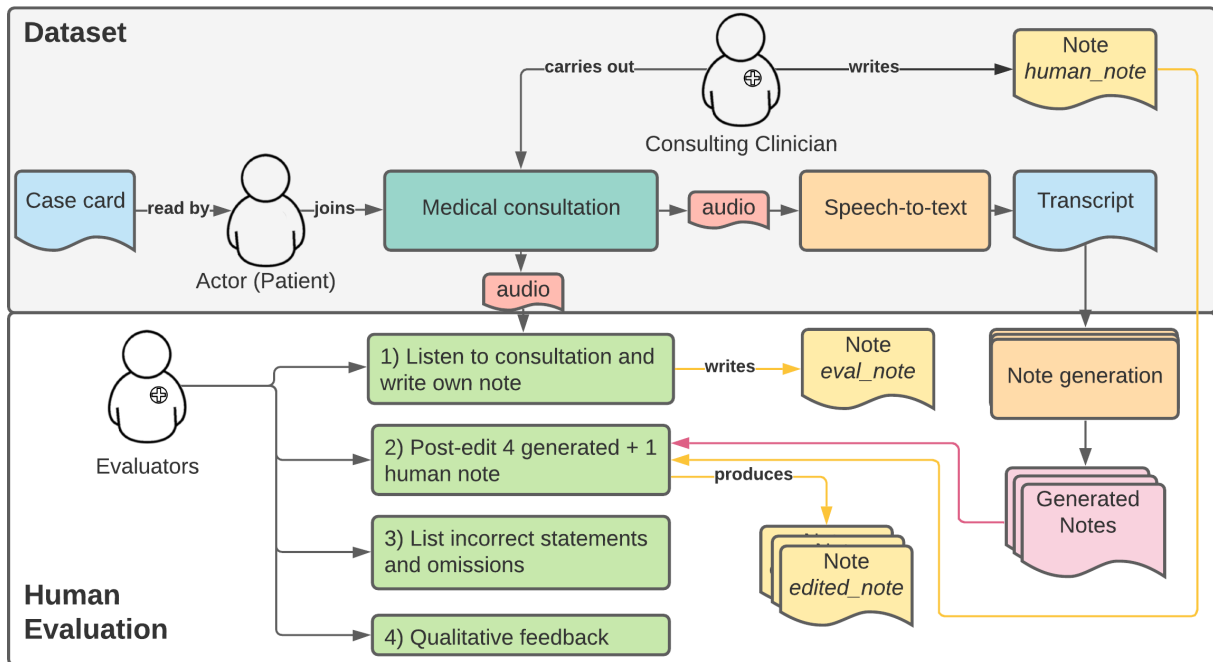 Dataset
carries out
writes
Note
human_note
Consulting Clinician
Case card
read by
joins
Medical consultation
audio
Speech-to-text
Transcript
Actor (Patient)
audio
1) Listen to consultation and
write own note
writes
Note
eval_note
Note generation
Evaluators
2) Post-edit 4 generated + 1
human note
produces
Generated
Notes
3) List incorrect statements
and omissions
Note
edited_note
Human
Evaluation
4) Qualitative feedback